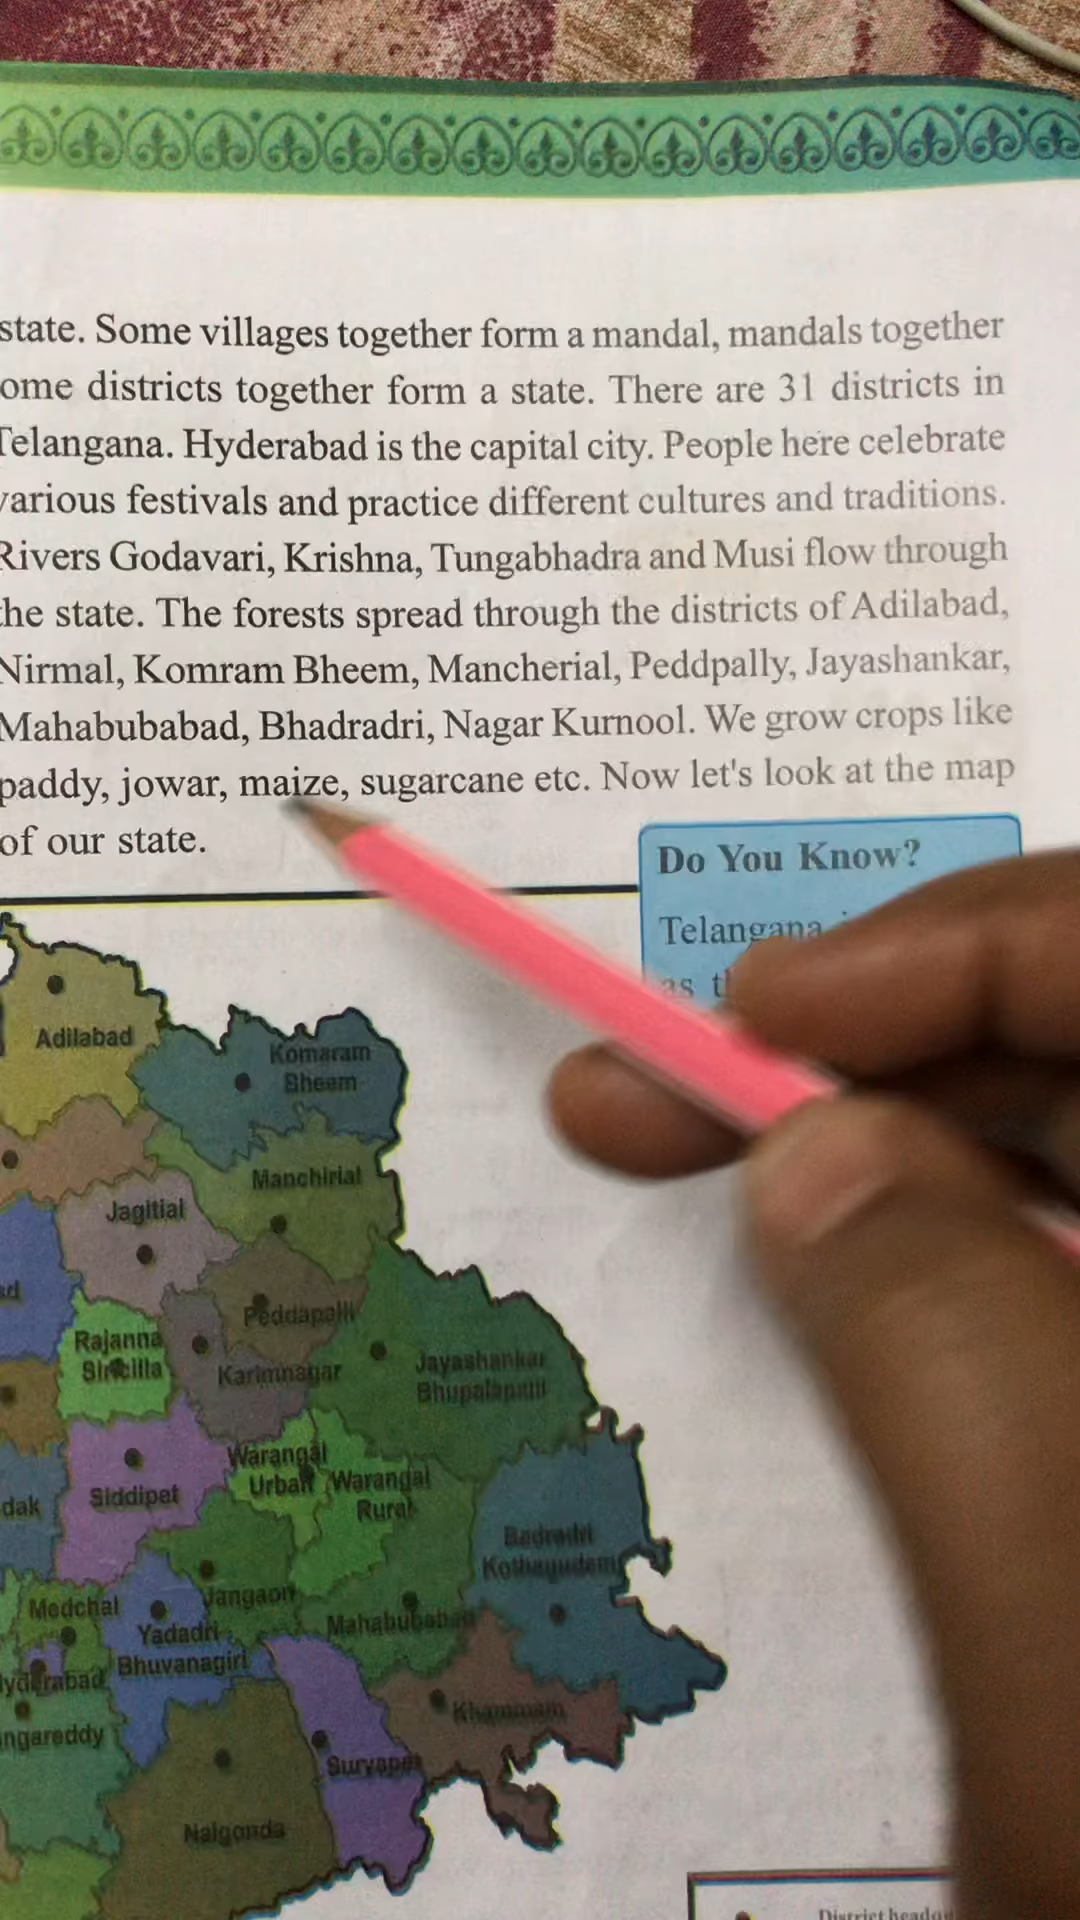 state. Some villages together form a mandal, mandals together
ome districts together form a state. There are 31 districts in
Telangana. Hyderabad is the capital city. People here celebrate
various festivals and practice different cultures and traditions.
Rivers Godavari, Krishna, Tungabhadra and Musi flow through
the state. The forests spread through the districts of Adilabad,
Nirmal, Komram Bheem, Mancherial, Peddpally, Jayashankar,
Mahabubabad, Bhadradri, Nagar Kurnool. We grow crops like
paddy, jowar, maize, sugarcane etc. Now let's look at the map
of our state.
Do You Know?
Telangana
as
Adilabad
Komaram
Bheem
Manchirial
Jagitial
Peddapalli
Rajanna
Sircilla
Karimnagar
Jayashankar
Bhupalapalli
Warangal
Urban
Warangal
Rural
Siddipet
dak
Badradri
Kothagudem
Jangaon
Medchal
Mahabubabad
Yadadri
Bhuvanagiri
Hyderabad
Khammam
ngareddy
Suryapet
Nalgonda
District